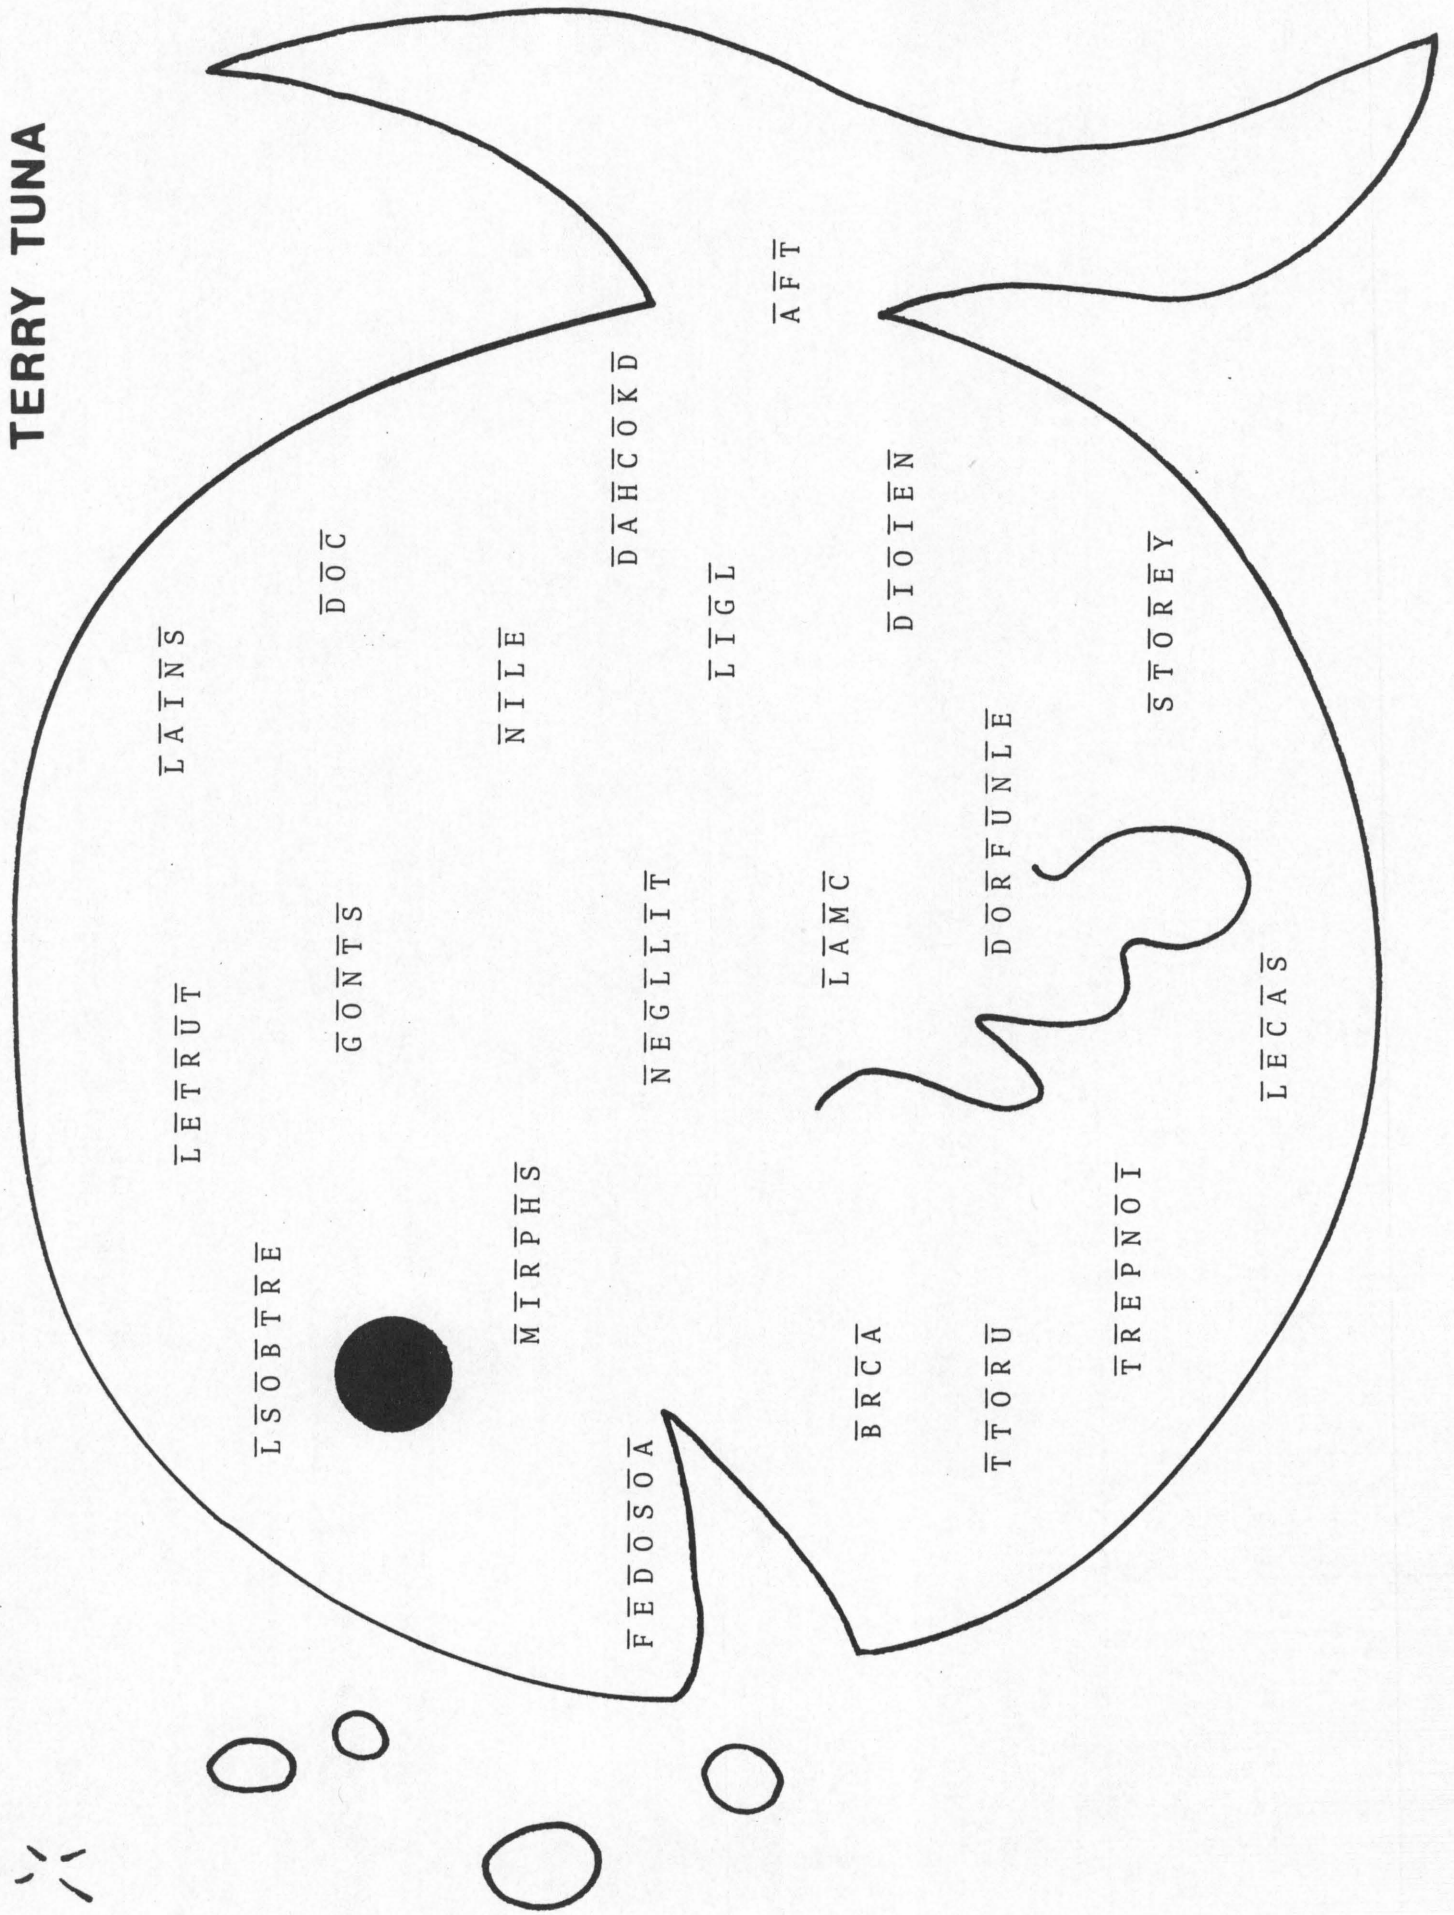 TERRY TUNA
LAINS
LETRUT
LSOBTRE
DOC
GONTS
NILE
MIRPHS
DAHCOKD
NEGLLIT
FEDOSOA
LIGL
AFT
LAMC
BRCA
DIOIEN
DORFUNLE
TTORU
STOREY
TREPNOI
LECAS